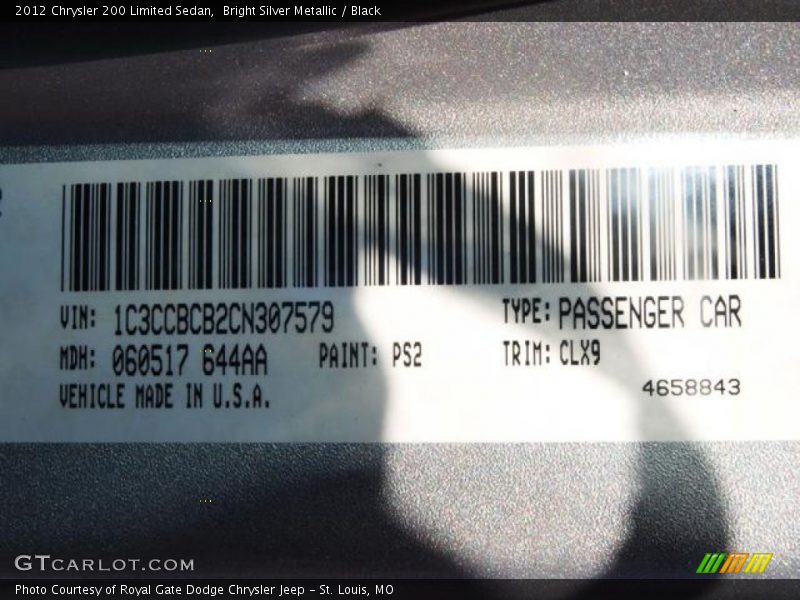 2012 Chrysler 200 Limited Sedan,  Bright Silver Metallic / Black
VIN: 1C3CCBCB2CN307579 TYPE: PASSENGER CAR
MDH: 060517 644AA PAINT: PS2 TRIM: CLX9
VEHICLE MADE IN U.S.A.
4658843
GTCARLOT.COM
Photo Courtesy of Royal Gate Dodge Chrysler Jeep – St. Louis, MO